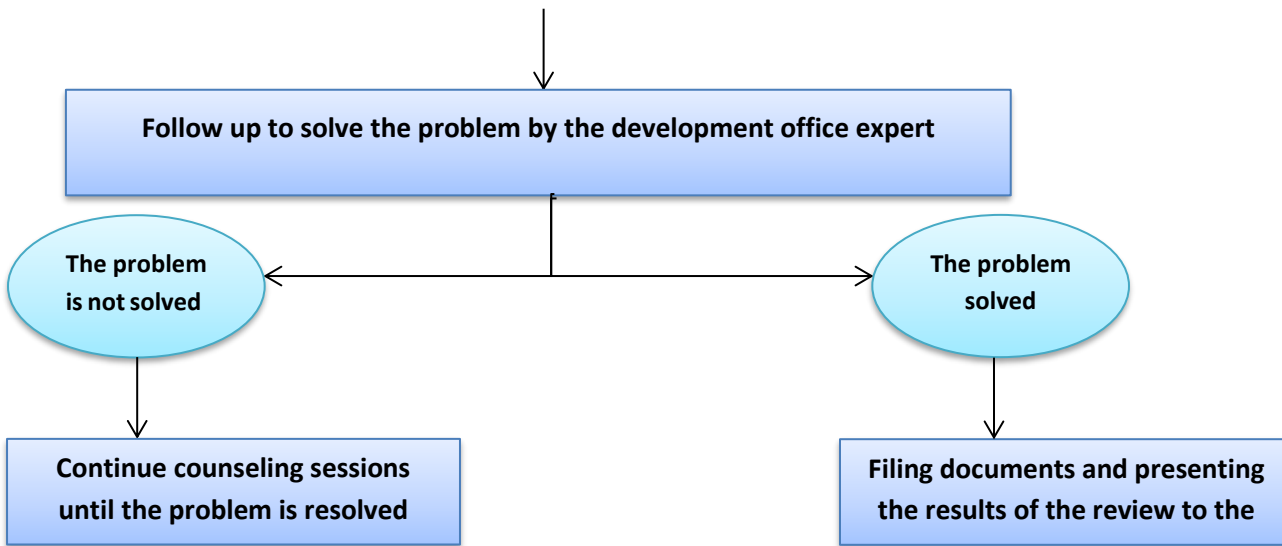 Follow up to solve the problem by the development office expert
The problem
is not solved
The problem
solved
Continue counseling sessions
until the problem is resolved
Filing documents and presenting
the results of the review to the